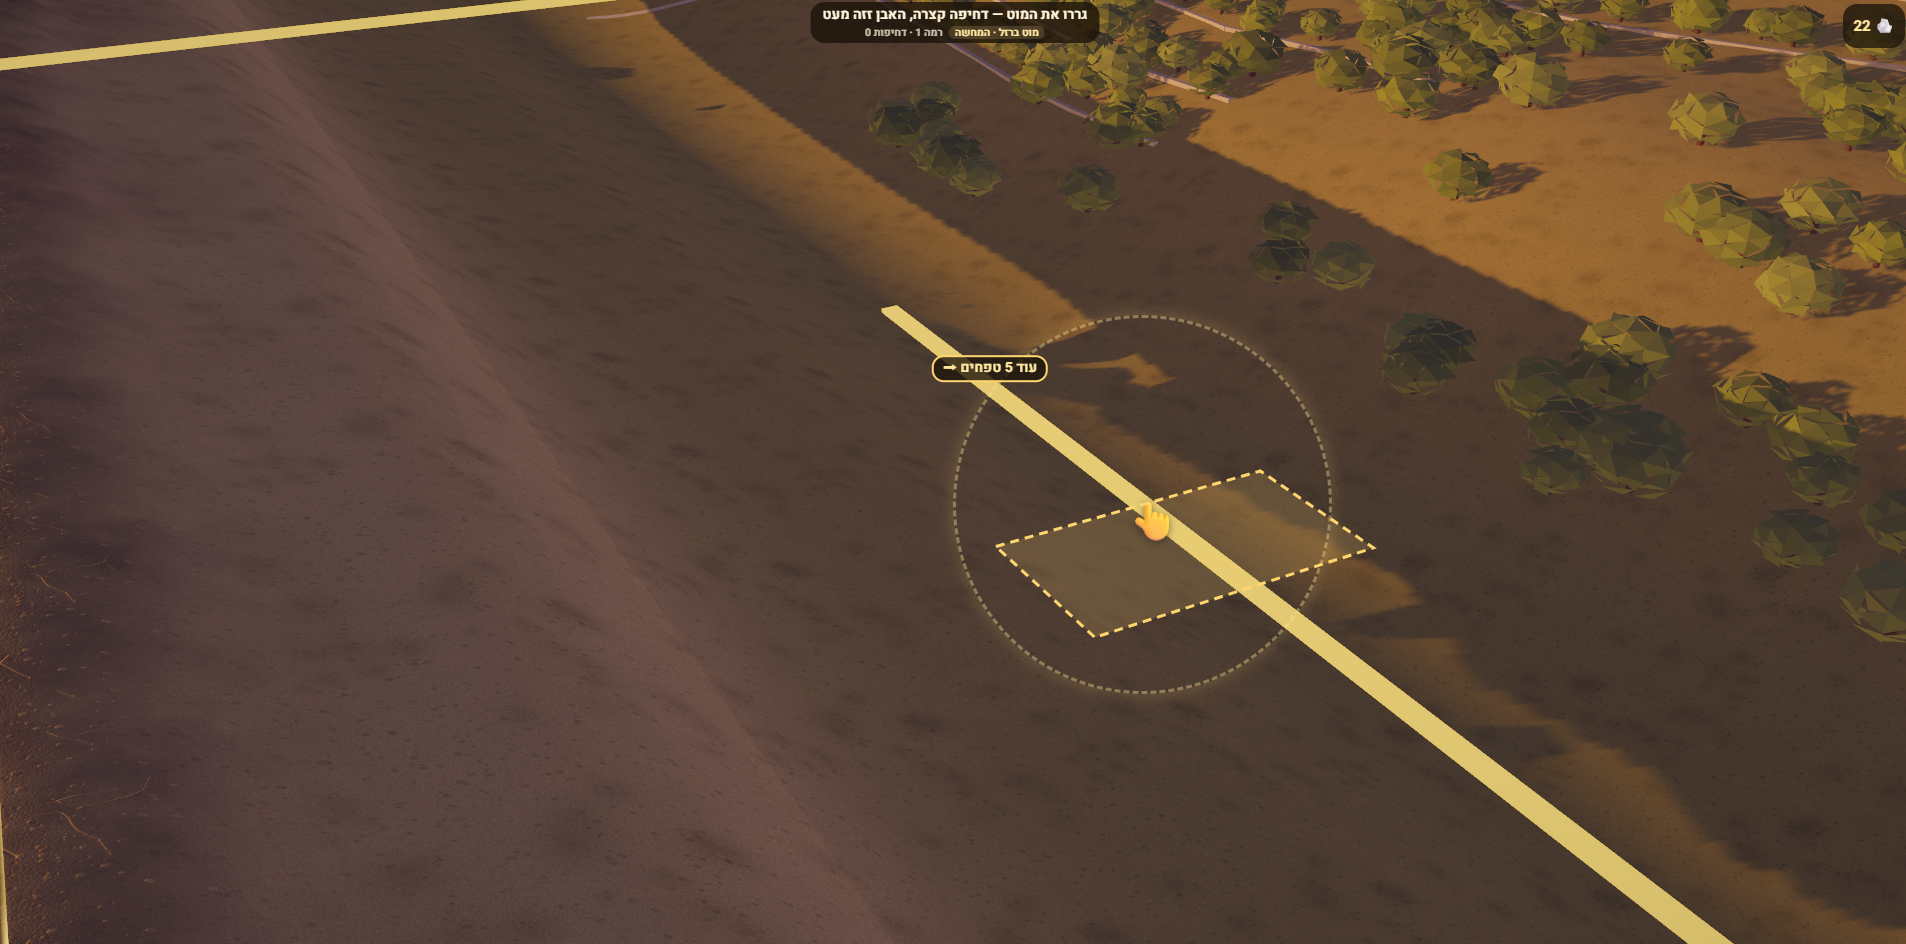 גררו את המוט — דחיפה קצרה, האבן זזה מעט
מוט ברזל · המחשה רמה 1 · דחיפות 0
22
עוד 5 טפחים →